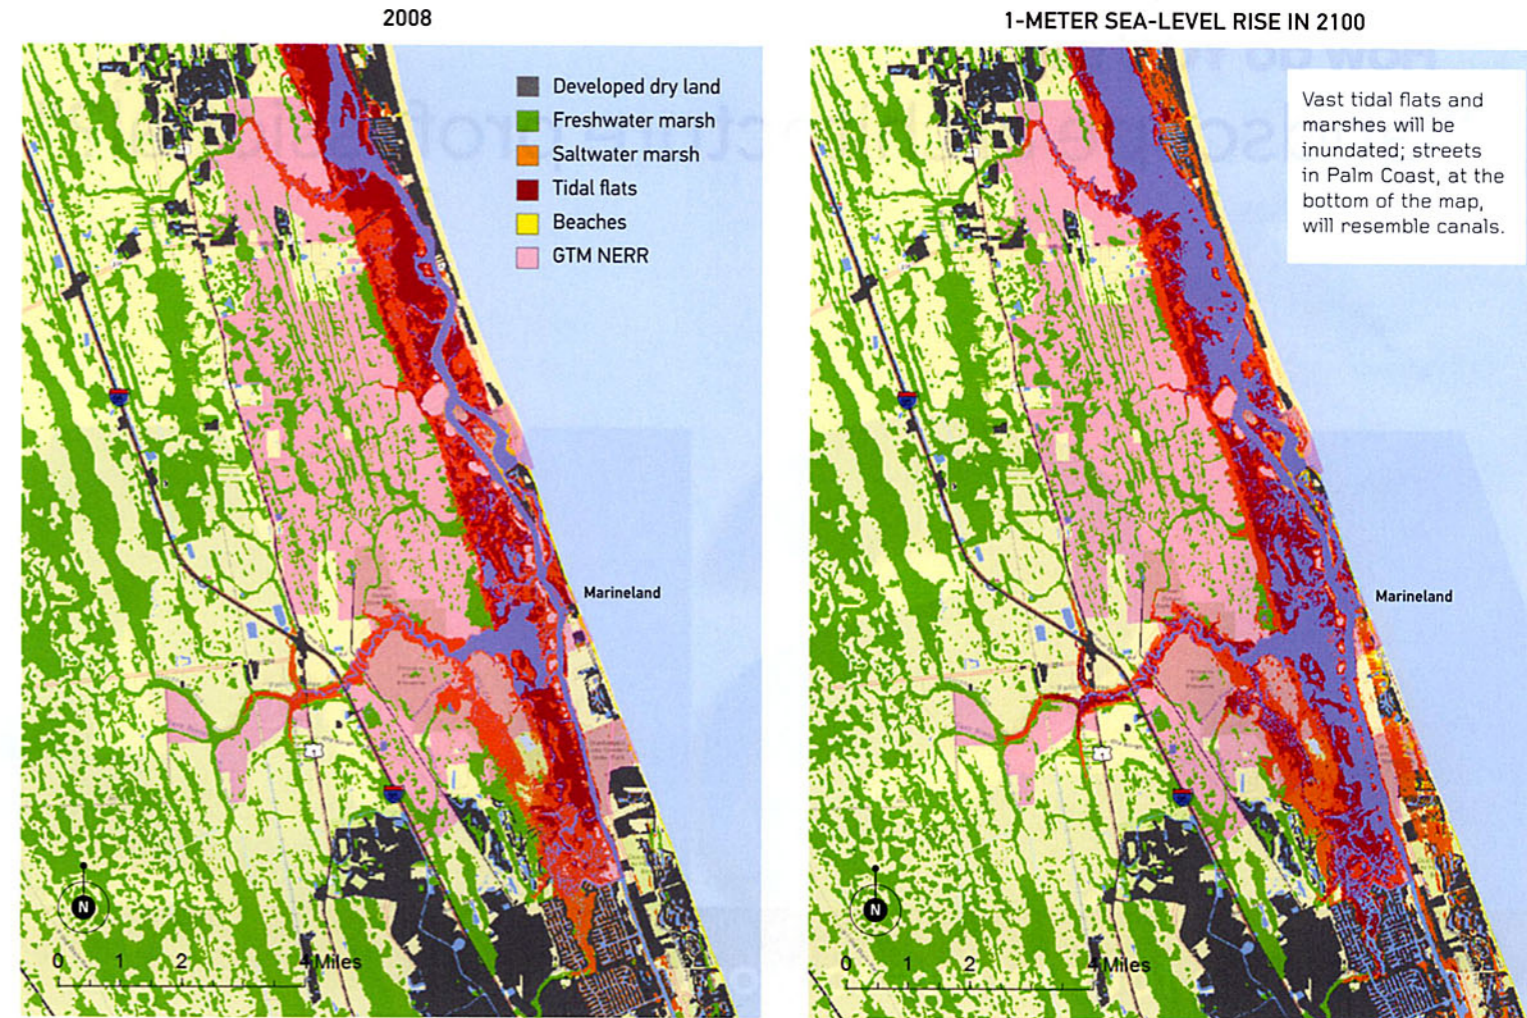 2008
Developed dry land
Freshwater marsh
Saltwater marsh
Tidal flats
Beaches
GTM NERR
Marineland
N
0 1 2 4 Miles
1-METER SEA-LEVEL RISE IN 2100
Vast tidal flats and
marshes will be
inundated; streets
in Palm Coast, at the
bottom of the map,
will resemble canals.
Marineland
N
0 1 2 4 Miles